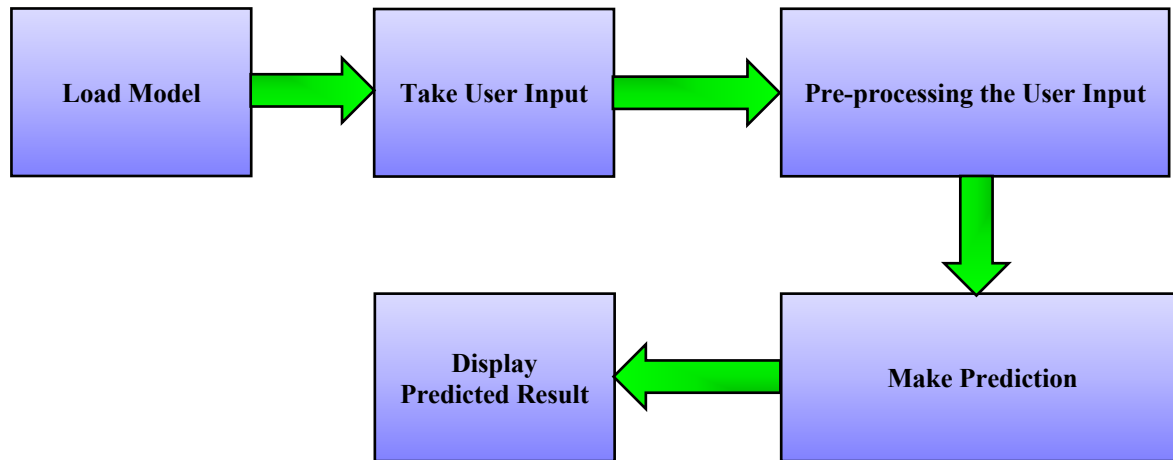 Load Model
Take User Input
Pre-processing the User Input
Make Prediction
Display
Predicted Result